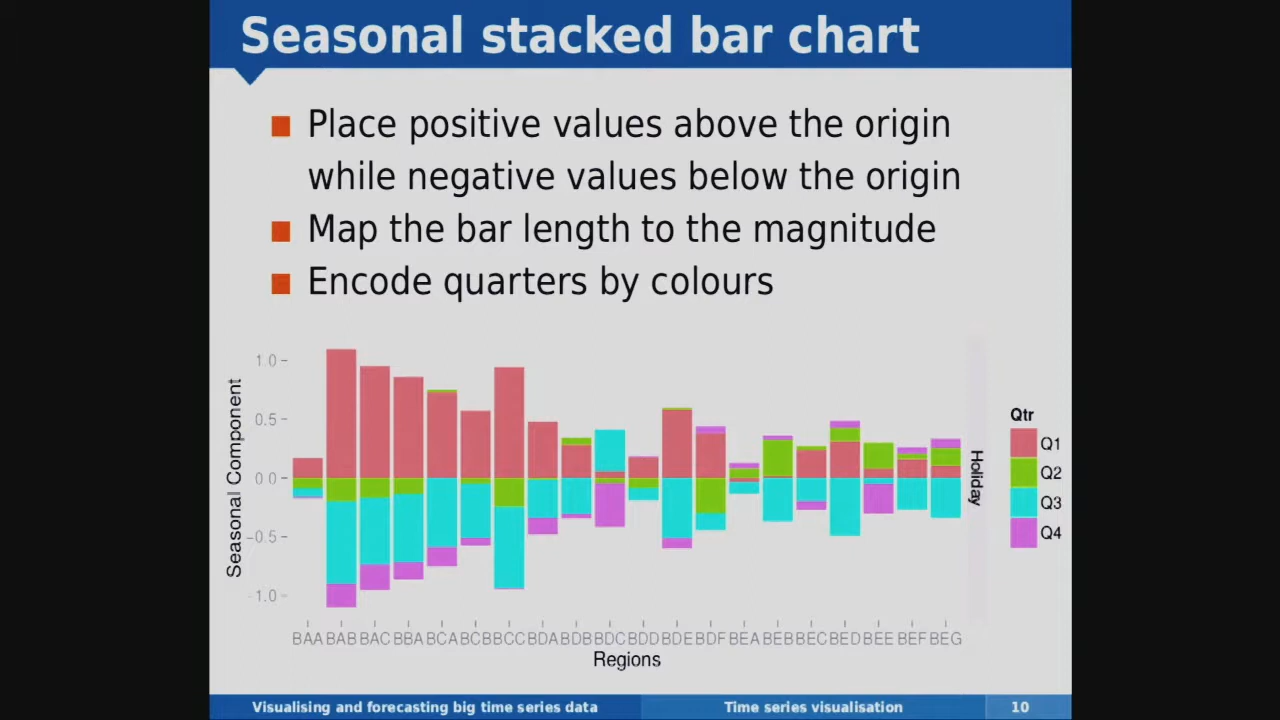 Seasonal stacked bar chart
Place positive values above the origin
while negative values below the origin
Map the bar length to the magnitude
Encode quarters by colours
Seasonal Component
1.0
0.5
0.0
-0.5
-1.0
BAA BAB BAC BBA BCA BCB BCC BDA BDB BDC BDD BDE BDF BEA BEB BEC BED BEE BEF BEG
Regions
Holiday
Qtr
Q1
Q2
Q3
Q4
Visualising and forecasting big time series data Time series visualisation 10